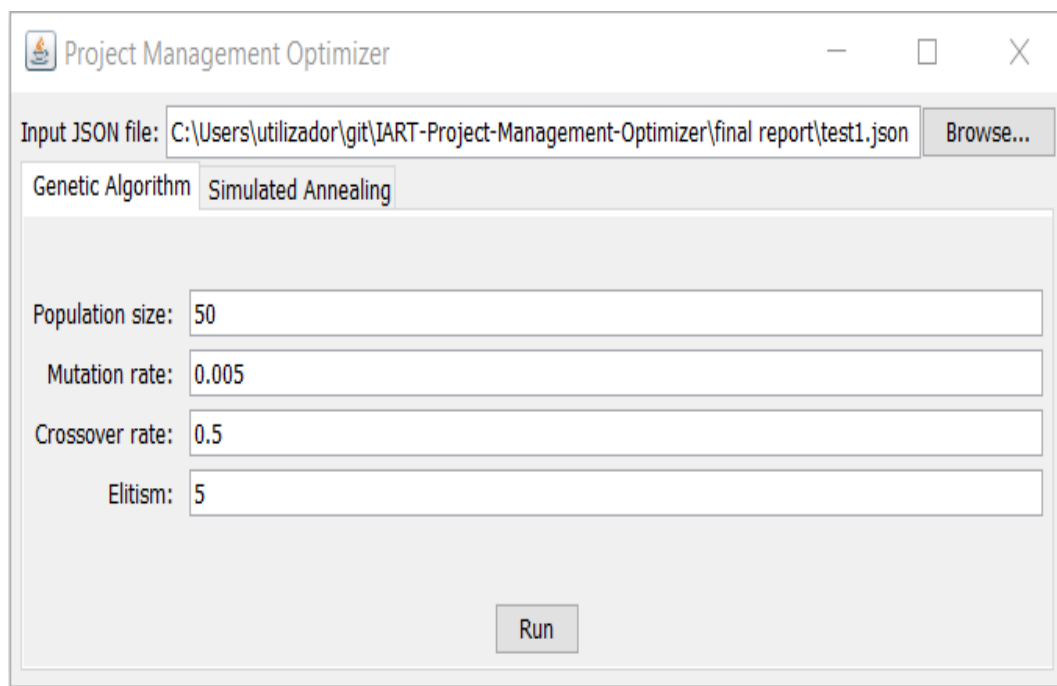 Project Management Optimizer
Input JSON file: C:\Users\utilizador\git\IART-Project-Management-Optimizer\final report\test1.json Browse...
Genetic Algorithm Simulated Annealing
Population size: 50
Mutation rate: 0.005
Crossover rate: 0.5
Elitism: 5
Run